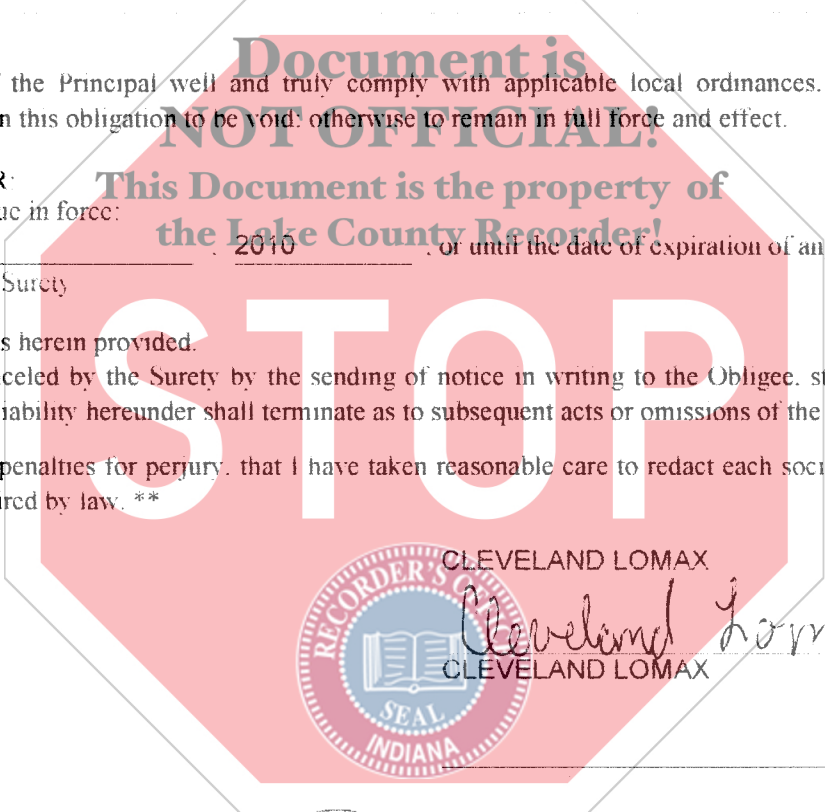 Document is
the Principal well and truly comply with applicable local ordinances.
n this obligation to be void: otherwise to remain in full force and effect.
NOT OFFICIAL!
R:
This Document is the property of
ue in force:
the Lake County Recorder!
2010 , or until the date of expiration of an
Surety
STOP
s herein provided.
celed by the Surety by the sending of notice in writing to the Obligee. st
iability hereunder shall terminate as to subsequent acts or omissions of the
penalties for perjury. that I have taken reasonable care to redact each soci
ired by law. **
CLEVELAND LOMAX
Cleveland Lom
CLEVELAND LOMAX
RECORDER'S OFFICE
SEAL
INDIANA